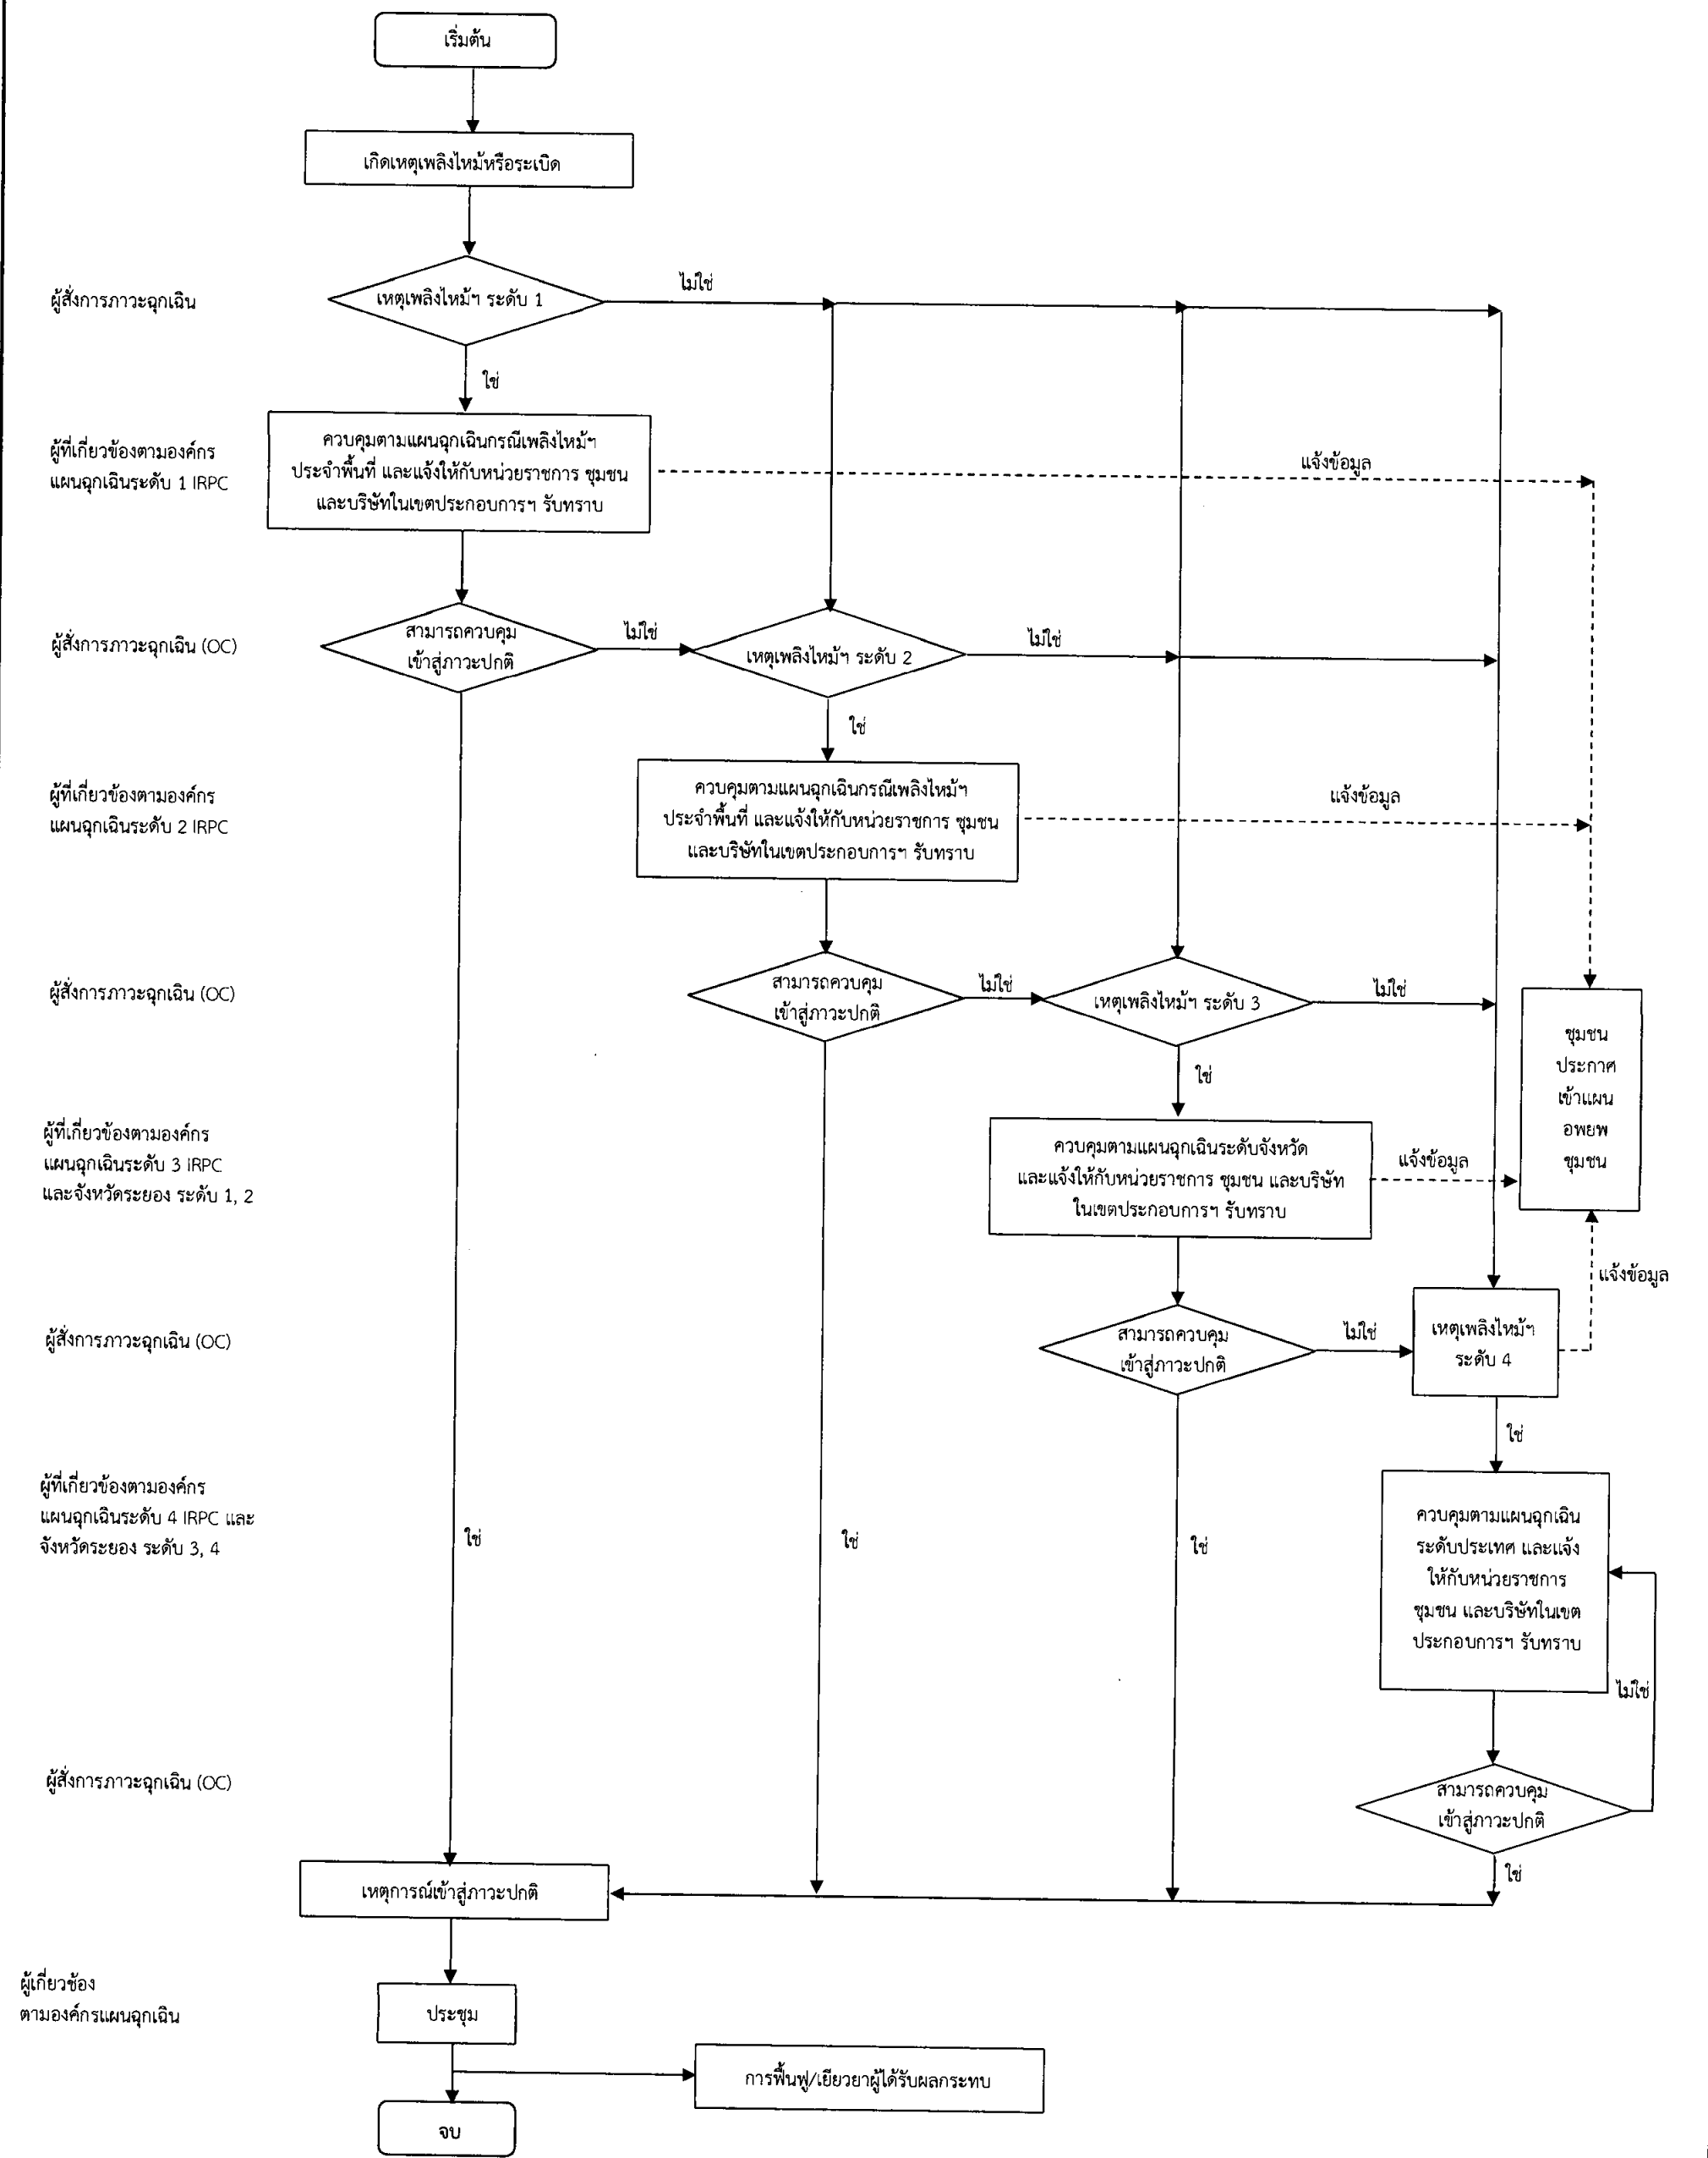 เริ่มต้น
เกิดเหตุเพลิงไหม้หรือระเบิด
ผู้สั่งการภาวะฉุกเฉิน
เหตุเพลิงไหม้ฯ ระดับ 1
ไม่ใช่
ใช่
ผู้ที่เกี่ยวข้องตามองค์กร
แผนฉุกเฉินระดับ 1 IRPC
ควบคุมตามแผนฉุกเฉินกรณีเพลิงไหม้ฯ
ประจำพื้นที่ และแจ้งให้กับหน่วยราชการ ชุมชน
และบริษัทในเขตประกอบการฯ รับทราบ
แจ้งข้อมูล
ผู้สั่งการภาวะฉุกเฉิน (OC)
สามารถควบคุม
เข้าสู่ภาวะปกติ
ไม่ใช่
เหตุเพลิงไหม้ฯ ระดับ 2
ไม่ใช่
ใช่
ผู้ที่เกี่ยวข้องตามองค์กร
แผนฉุกเฉินระดับ 2 IRPC
ควบคุมตามแผนฉุกเฉินกรณีเพลิงไหม้ฯ
ประจำพื้นที่ และแจ้งให้กับหน่วยราชการ ชุมชน
และบริษัทในเขตประกอบการฯ รับทราบ
แจ้งข้อมูล
ผู้สั่งการภาวะฉุกเฉิน (OC)
สามารถควบคุม
เข้าสู่ภาวะปกติ
ไม่ใช่
เหตุเพลิงไหม้ฯ ระดับ 3
ไม่ใช่
ใช่
ชุมชน
ประกาศ
เข้าแผน
อพยพ
ชุมชน
ผู้ที่เกี่ยวข้องตามองค์กร
แผนฉุกเฉินระดับ 3 IRPC
และจังหวัดระยอง ระดับ 1, 2
ควบคุมตามแผนฉุกเฉินระดับจังหวัด
และแจ้งให้กับหน่วยราชการ ชุมชน และบริษัท
ในเขตประกอบการฯ รับทราบ
แจ้งข้อมูล
แจ้งข้อมูล
ผู้สั่งการภาวะฉุกเฉิน (OC)
สามารถควบคุม
เข้าสู่ภาวะปกติ
ไม่ใช่
เหตุเพลิงไหม้ฯ
ระดับ 4
ใช่
ผู้ที่เกี่ยวข้องตามองค์กร
แผนฉุกเฉินระดับ 4 IRPC และ
จังหวัดระยอง ระดับ 3, 4
ใช่
ใช่
ใช่
ควบคุมตามแผนฉุกเฉิน
ระดับประเทศ และแจ้ง
ให้กับหน่วยราชการ
ชุมชน และบริษัทในเขต
ประกอบการฯ รับทราบ
ไม่ใช่
ผู้สั่งการภาวะฉุกเฉิน (OC)
สามารถควบคุม
เข้าสู่ภาวะปกติ
ใช่
เหตุการณ์เข้าสู่ภาวะปกติ
ผู้เกี่ยวช้อง
ตามองค์กรแผนฉุกเฉิน
ประชุม
การฟื้นฟู/เยียวยาผู้ได้รับผลกระทบ
จบ